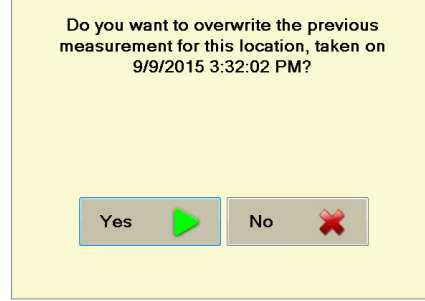 Do you want to overwrite the previous
measurement for this location, taken on
9/9/2015 3:32:02 PM?
Yes
No